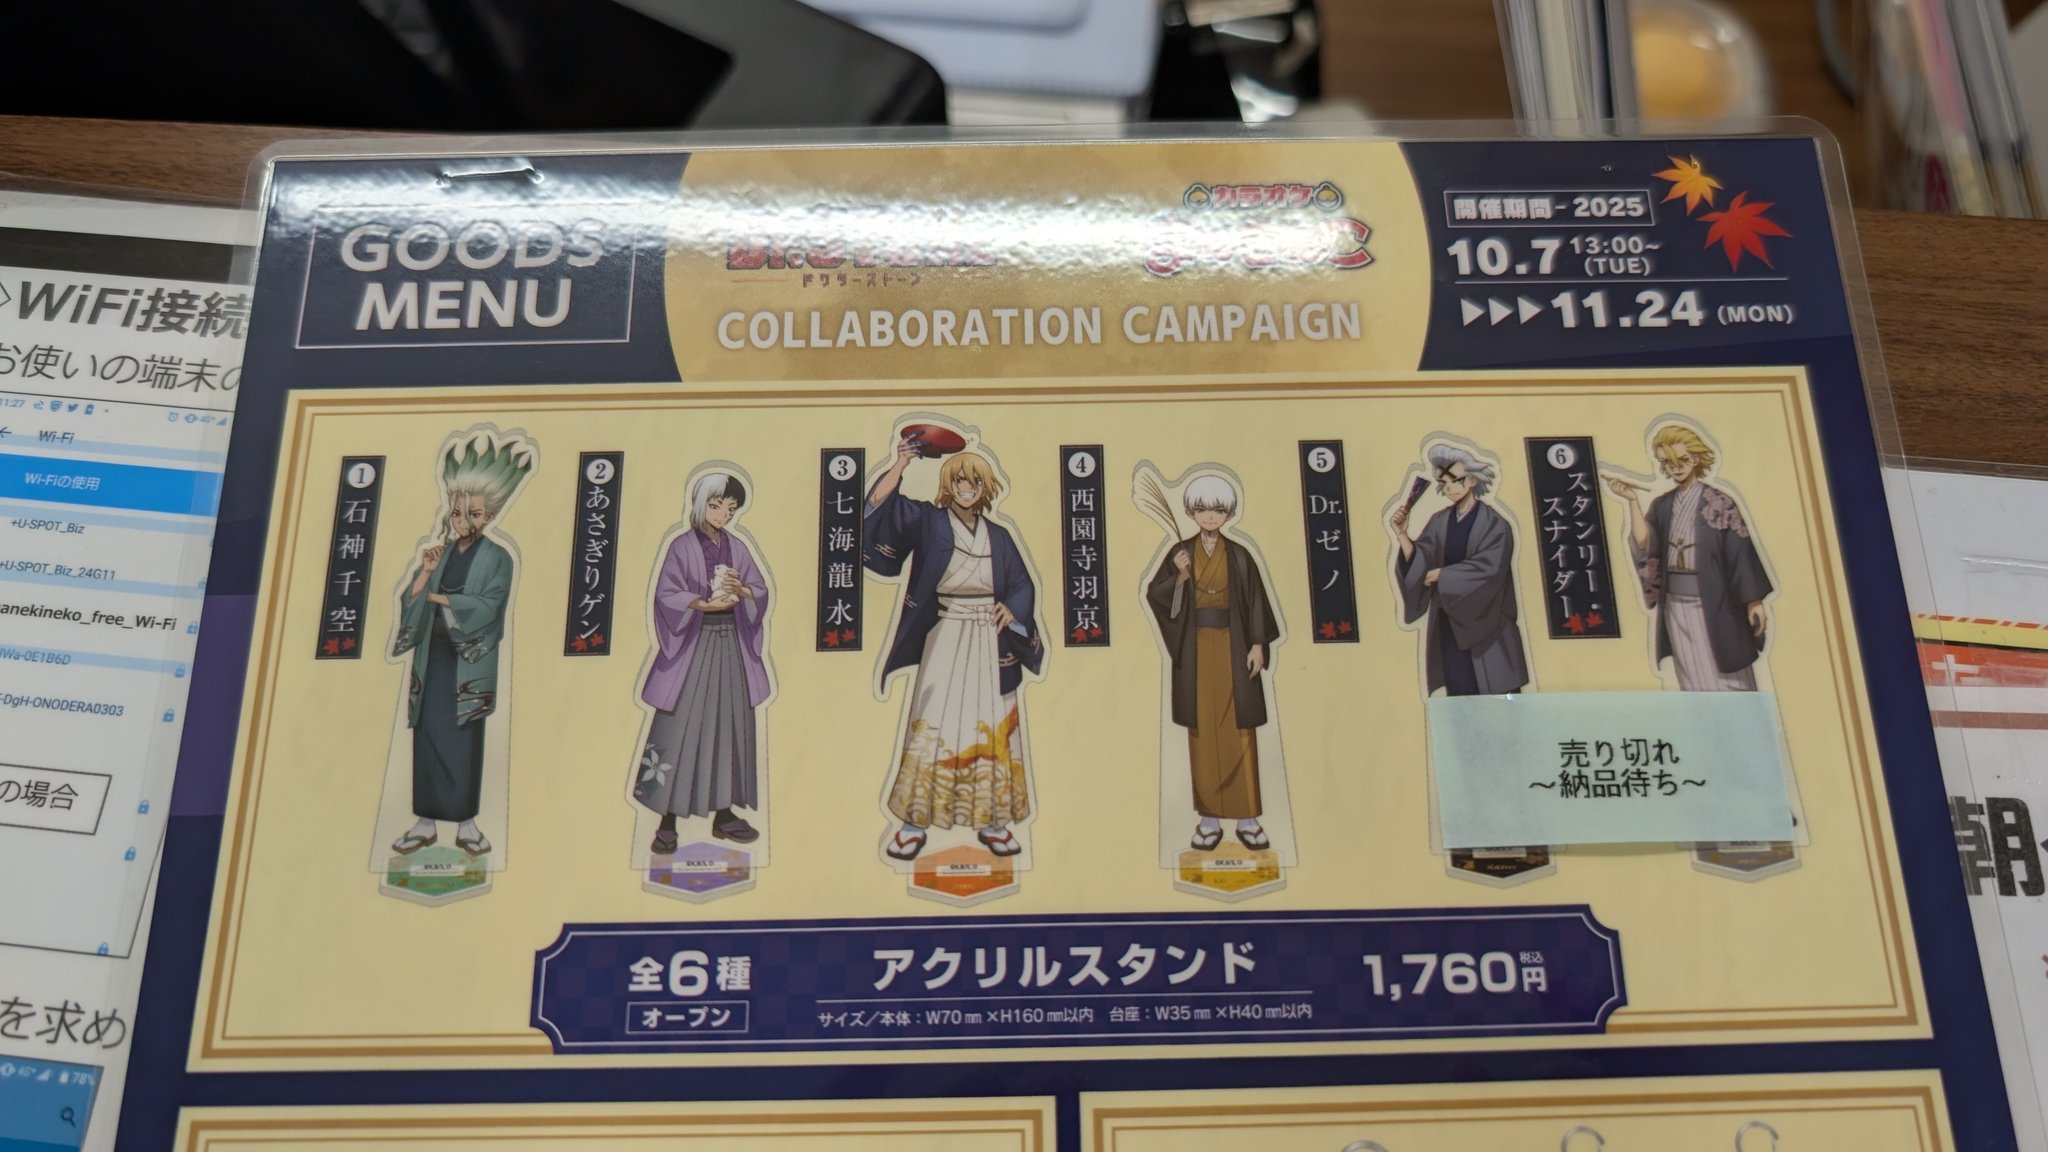 GOODS
MENU
カラオケ
ドクターストーン
COLLABORATION CAMPAIGN
開催期間-2025
10.7 13:00~
(TUE)
▶▶▶11.24 (MON)
1 石神千空
2 あさぎりゲン
3 七海龍水
4 西園寺羽京
5 Dr.ゼノ
6 スタンリー・
スナイダー
売り切れ
～納品待ち～
全6種
オープン
アクリルスタンド
サイズ／本体：W70mm×H160mm以内 台座：W35mm×H40mm以内
1,760円
税込
WiFi接続
お使いの端末の
11:27
Wi-Fi
Wi-Fiの使用
+U-SPOT_Biz
+U-SPOT_Biz_24G11
anekineko_free_Wi-Fi
Wa-0E1B6D
-DgH-ONODERA0303
の場合
を求め
78%
朝